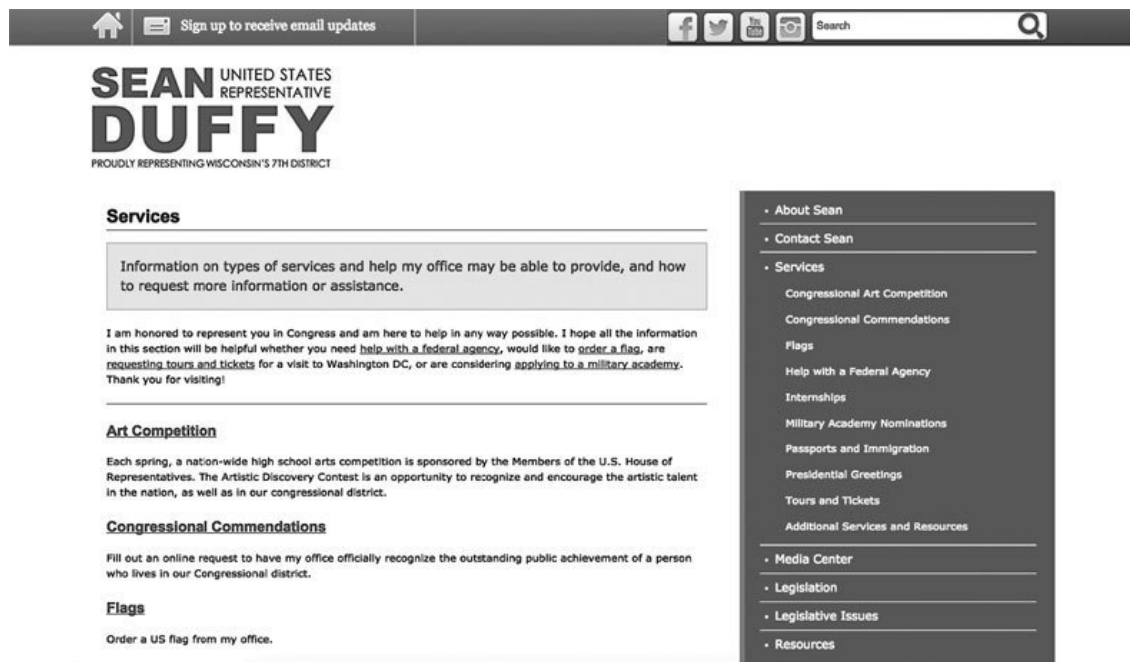 Sign up to receive email updates
f
You
Tube
Search
SEAN UNITED STATES
REPRESENTATIVE
DUFFY
PROUDLY REPRESENTING WISCONSIN'S 7TH DISTRICT
Services
Information on types of services and help my office may be able to provide, and how
to request more information or assistance.
I am honored to represent you in Congress and am here to help in any way possible. I hope all the information
in this section will be helpful whether you need help with a federal agency, would like to order a flag, are
requesting tours and tickets for a visit to Washington DC, or are considering applying to a military academy.
Thank you for visiting!
Art Competition
Each spring, a nation-wide high school arts competition is sponsored by the Members of the U.S. House of
Representatives. The Artistic Discovery Contest is an opportunity to recognize and encourage the artistic talent
in the nation, as well as in our congressional district.
Congressional Commendations
Fill out an online request to have my office officially recognize the outstanding public achievement of a person
who lives in our Congressional district.
Flags
Order a US flag from my office.
• About Sean
• Contact Sean
• Services
Congressional Art Competition
Congressional Commendations
Flags
Help with a Federal Agency
Internships
Military Academy Nominations
Passports and Immigration
Presidential Greetings
Tours and Tickets
Additional Services and Resources
• Media Center
• Legislation
• Legislative Issues
• Resources